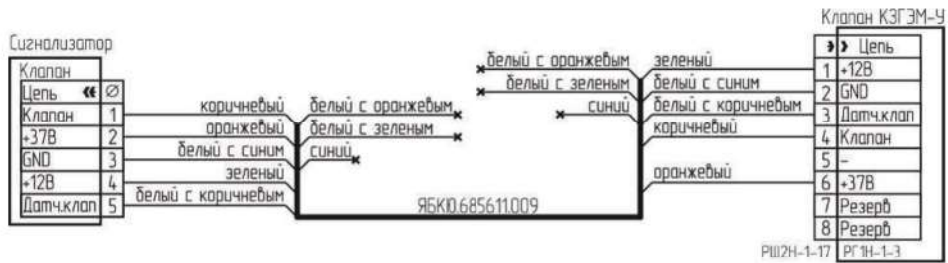 Клапан КЗГЭМ-У
Сигнализатор
Клапан
Цепь
Клапан 1
+37В 2
GND 3
+12В 4
Датч.клап 5
коричневый
оранжевый
белый с синим
зеленый
белый с коричневым
белый с оранжевым
белый с зеленым
синий
ЯБКЮ.685611.009
белый с оранжевым
белый с зеленым
синий
зеленый
белый с синим
белый с коричневым
коричневый
оранжевый
Цепь
1 +12В
2 GND
3 Датч.клап
4 Клапан
5 -
6 +37В
7 Резерв
8 Резерв
РШ2Н-1-17 РГ1Н-1-3